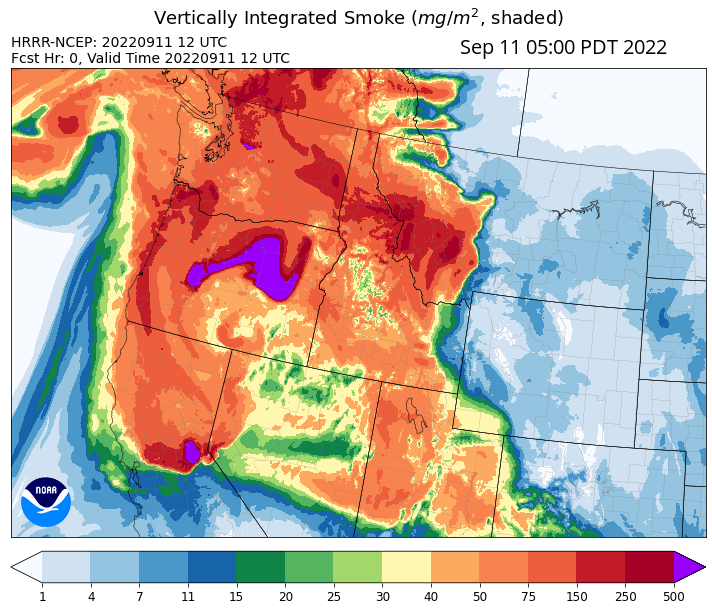 Vertically Integrated Smoke (mg/m², shaded)
HRRR-NCEP: 20220911 12 UTC
Fcst Hr: 0, Valid Time 20220911 12 UTC
Sep 11 05:00 PDT 2022
NOAA
1 4 7 11 15 20 25 30 40 50 75 150 250 500